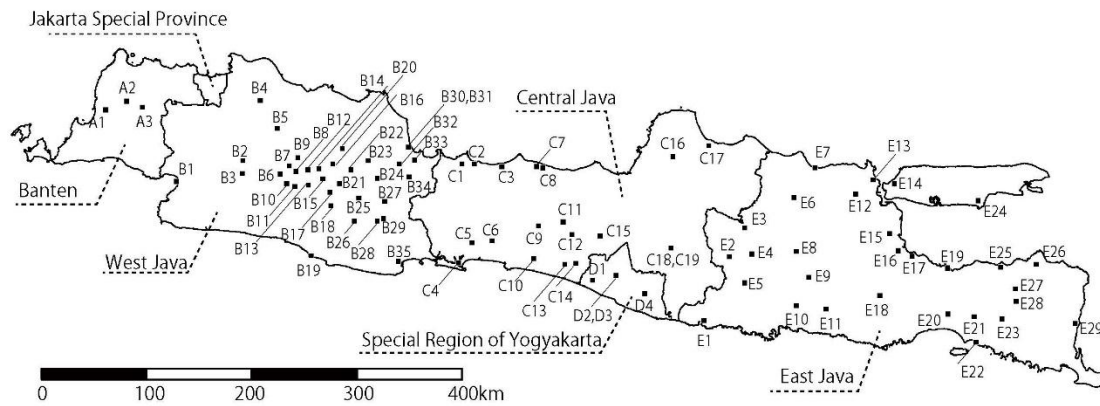 Jakarta Special Province
B20
B14
B16
B30,B31
Central Java
B4
B12
B22
B32
A2
B5
B8
B33
C7
C16
C17
E13
A1
A3
B9
B23
B2
B7
C1
C2
E7
B3
B6
B24
C3
C8
E14
B1
B21
B34
E12
Banten
B10
B27
E6
E24
B11
B15
B25
C11
B13
B17
B18
B29
C9
C15
E3
E15
B26
C5
C6
C12
E2
E4
E8
E16
West Java
B28
B35
C18,C19
E17
E19
E25
E26
B19
D1
C4
C10
E5
E9
E27
C13
C14
E28
D2,D3
D4
E18
E10
E11
E20
E21
E23
E29
Special Region of Yogyakarta
E1
E22
East Java
0
100
200
300
400km